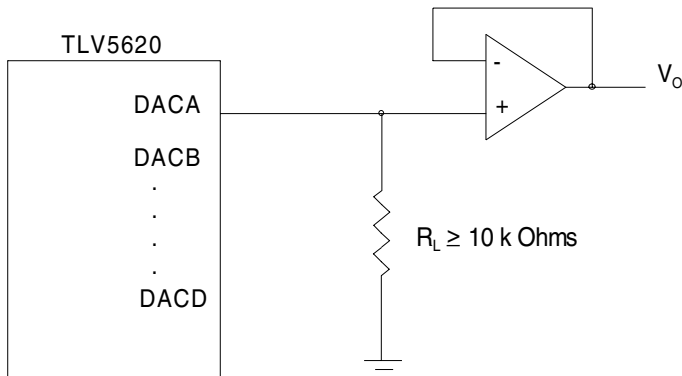 TLV5620
DACA
DACB
.
.
.
.
DACD
-
+
V_O
R_L ≥ 10 k Ohms